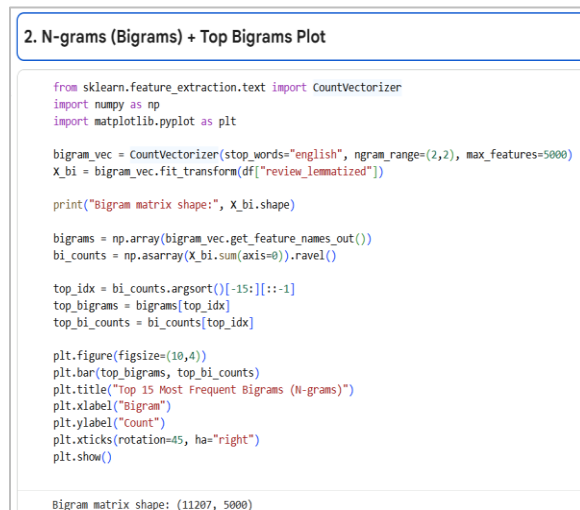 2. N-grams (Bigrams) + Top Bigrams Plot
from sklearn.feature_extraction.text import CountVectorizer
import numpy as np
import matplotlib.pyplot as plt
bigram_vec = CountVectorizer(stop_words="english", ngram_range=(2,2), max_features=5000)
X_bi = bigram_vec.fit_transform(df["review_lemmatized"])
print("Bigram matrix shape:", X_bi.shape)
bigrams = np.array(bigram_vec.get_feature_names_out())
bi_counts = np.asarray(X_bi.sum(axis=0)).ravel()
top_idx = bi_counts.argsort()[-15:][::-1]
top_bigrams = bigrams[top_idx]
top_bi_counts = bi_counts[top_idx]
plt.figure(figsize=(10,4))
plt.bar(top_bigrams, top_bi_counts)
plt.title("Top 15 Most Frequent Bigrams (N-grams)")
plt.xlabel("Bigram")
plt.ylabel("Count")
plt.xticks(rotation=45, ha="right")
plt.show()
Bigram matrix shape: (11207, 5000)